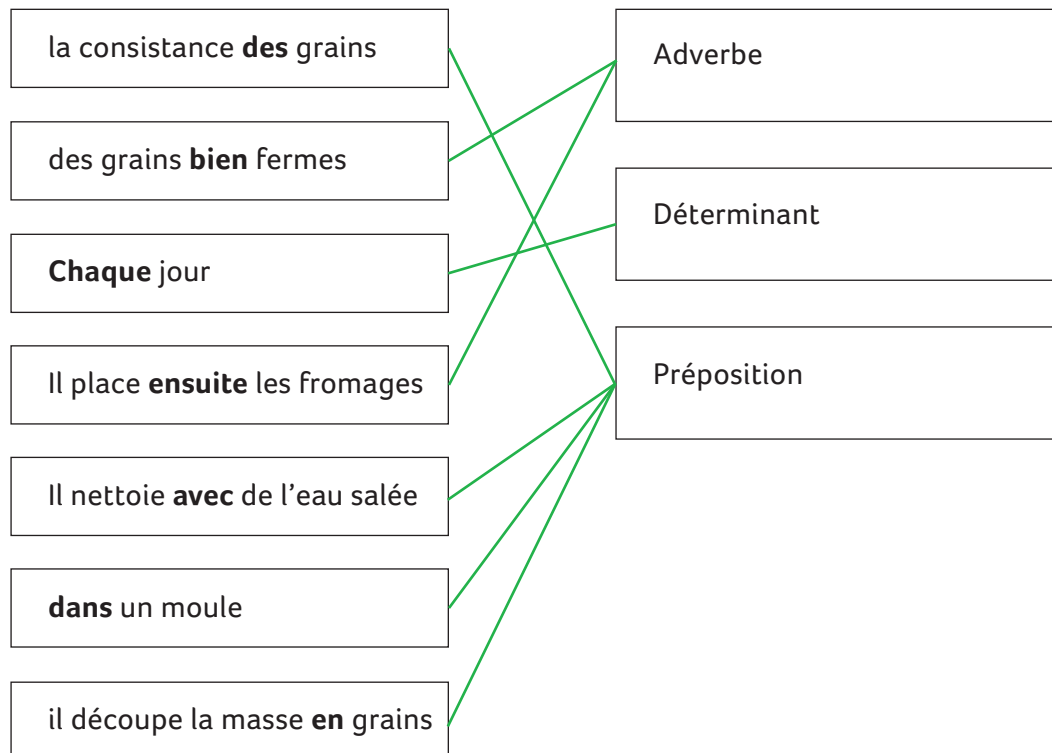 la consistance des grains
Adverbe
des grains bien fermes
Déterminant
Chaque jour
Il place ensuite les fromages
Préposition
Il nettoie avec de l'eau salée
dans un moule
il découpe la masse en grains